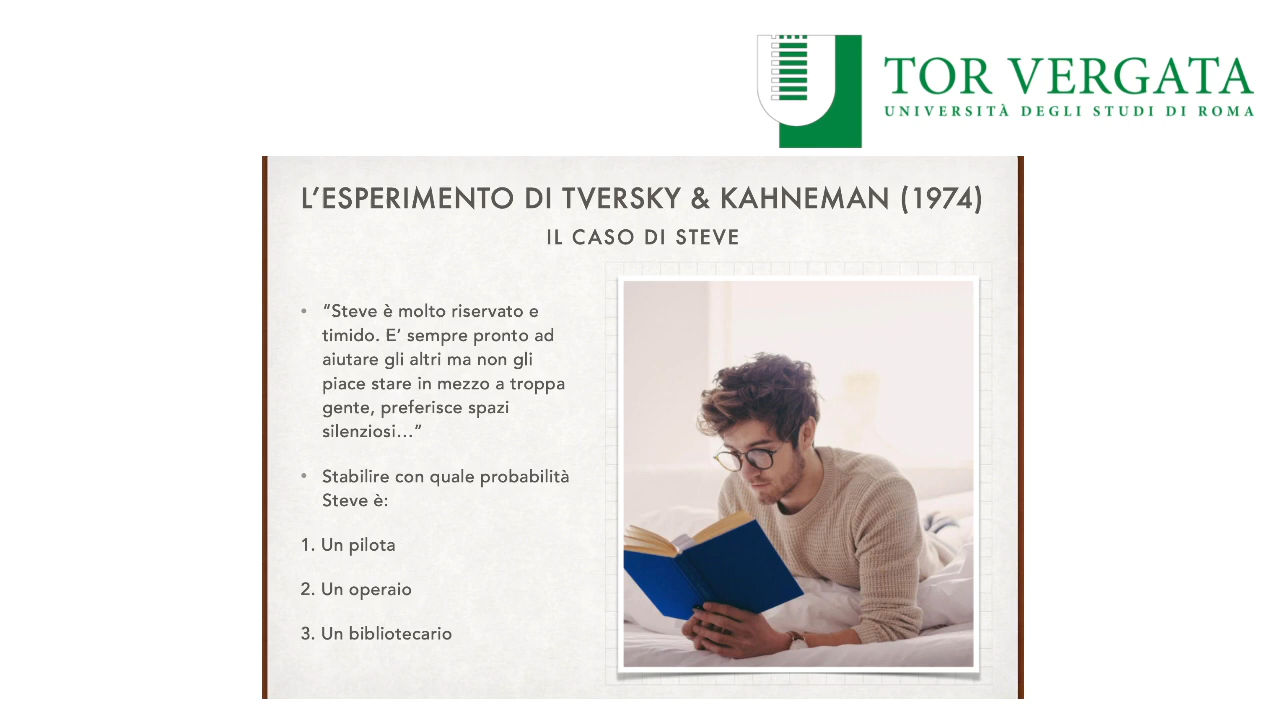 TOR VERGATA
UNIVERSITÀ DEGLI STUDI DI ROMA
L’ESPERIMENTO DI TVERSKY & KAHNEMAN (1974)
IL CASO DI STEVE
• “Steve è molto riservato e
timido. E’ sempre pronto ad
aiutare gli altri ma non gli
piace stare in mezzo a troppa
gente, preferisce spazi
silenziosi…”
• Stabilire con quale probabilità
Steve è:
1. Un pilota
2. Un operaio
3. Un bibliotecario